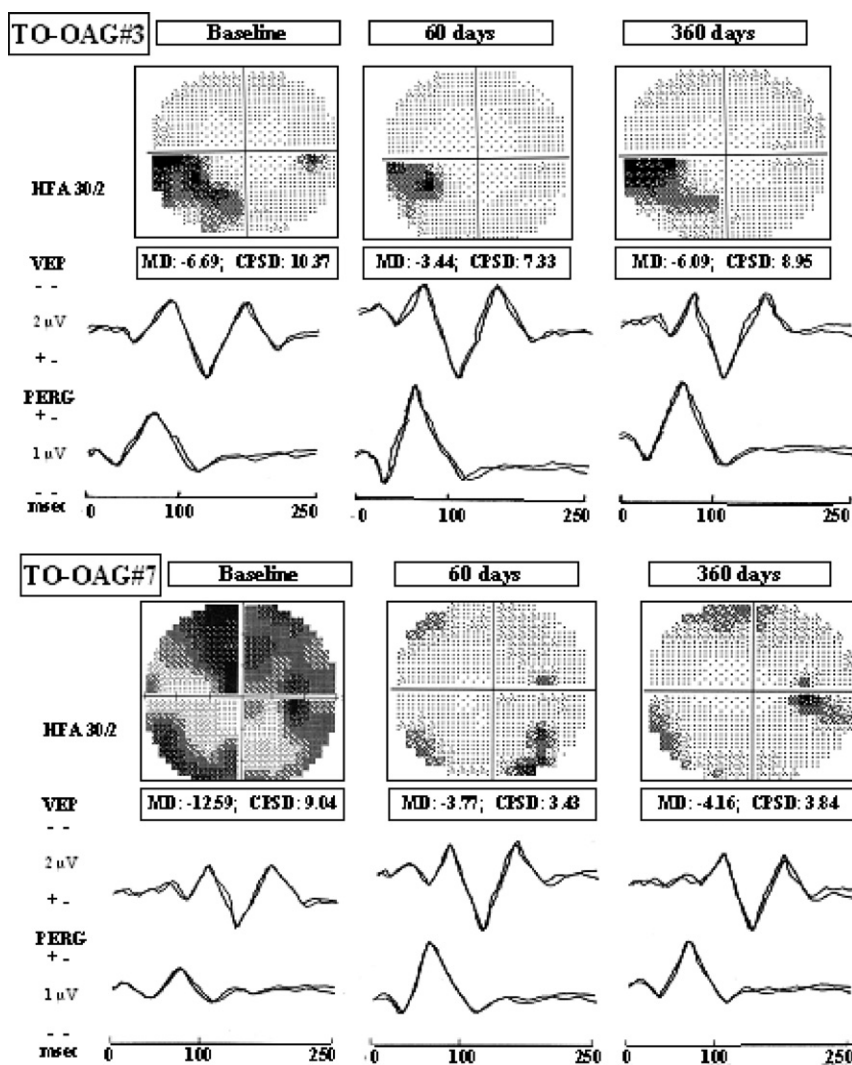 TO-OAG#3 Baseline 60 days 360 days
HFA 30/2
MD: -6.69; CPSD: 10.37 MD: -3.44; CPSD: 7.33 MD: -6.09; CPSD: 8.95
VEP
- -
2 µV
+ -
PERG
+ -
1 µV
- -
msec
0 100 250 0 100 250 0 100 250
TO-OAG#7 Baseline 60 days 360 days
HFA 30/2
MD: -12.59; CPSD: 9.04 MD: -3.77; CPSD: 3.43 MD: -4.16; CPSD: 3.84
VEP
- -
2 µV
+ -
PERG
+ -
1 µV
- -
msec
0 100 250 0 100 250 0 100 250